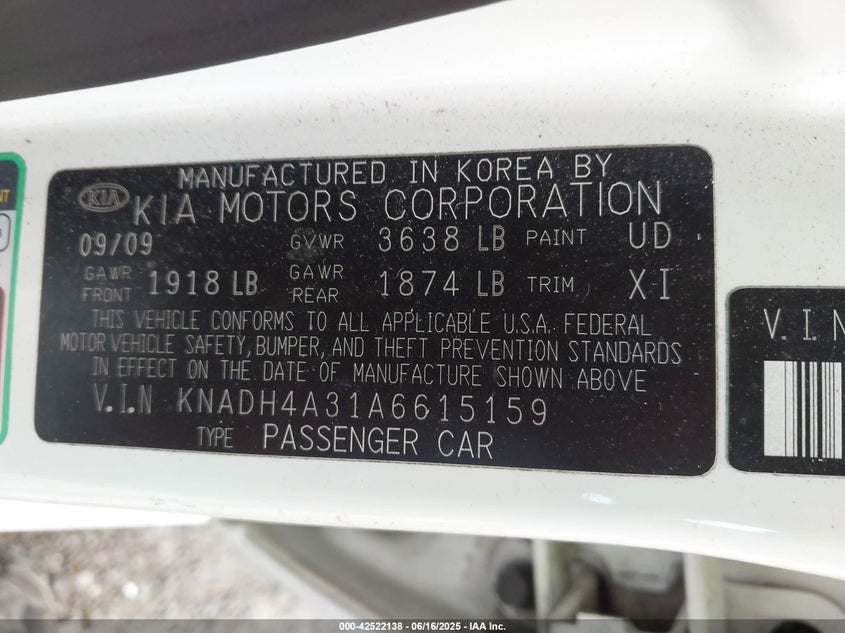 MANUFACTURED IN KOREA BY
KIA KIA MOTORS CORPORATION
09/09 GVWR 3638 LB PAINT UD
GAWR FRONT 1918 LB GAWR REAR 1874 LB TRIM XI
THIS VEHICLE CONFORMS TO ALL APPLICABLE U.S.A. FEDERAL
MOTOR VEHICLE SAFETY, BUMPER, AND THEFT PREVENTION STANDARDS
IN EFFECT ON THE DATE OF MANUFACTURE SHOWN ABOVE
V.I.N KNADH4A31A6615159
TYPE PASSENGER CAR
V.I.N
000-42522138 - 06/16/2025 - IAA Inc.